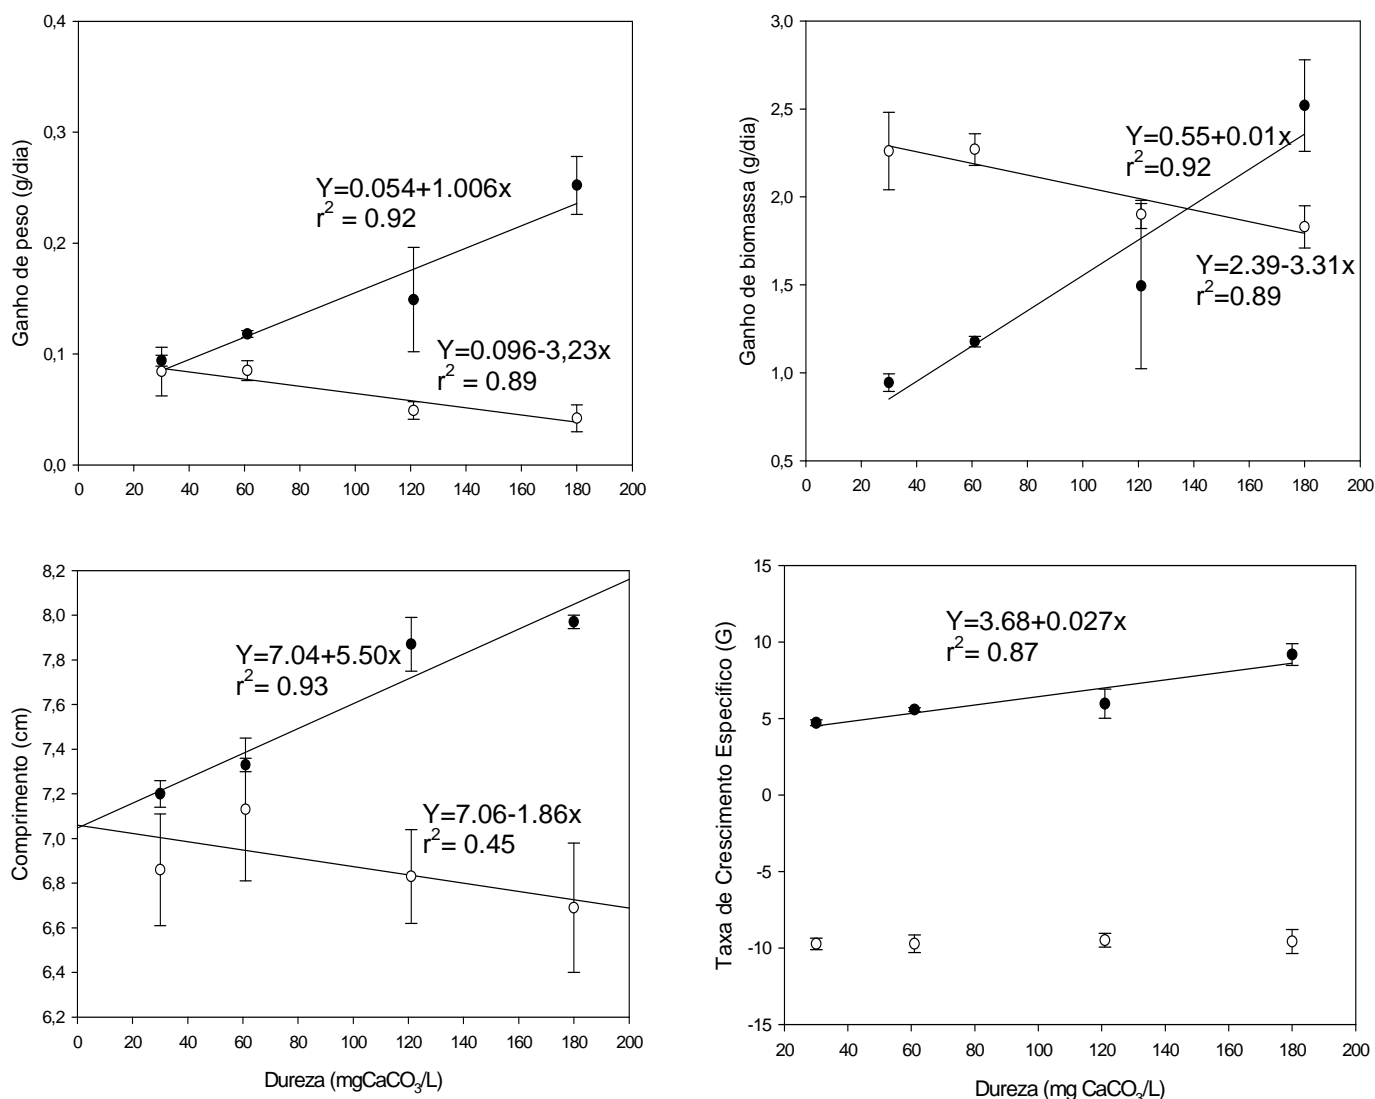 Ganho de peso (g/dia)
0,4
0,3
0,2
0,1
0,0
Y=0.054+1.006x
r² = 0.92
Y=0.096-3,23x
r² = 0.89
0 20 40 60 80 100 120 140 160 180 200
Ganho de biomassa (g/dia)
3,0
2,5
2,0
1,5
1,0
0,5
Y=0.55+0.01x
r²=0.92
Y=2.39-3.31x
r²=0.89
0 20 40 60 80 100 120 140 160 180 200
Comprimento (cm)
8,2
8,0
7,8
7,6
7,4
7,2
7,0
6,8
6,6
6,4
6,2
Y=7.04+5.50x
r²= 0.93
Y=7.06-1.86x
r²= 0.45
0 20 40 60 80 100 120 140 160 180 200
Dureza (mgCaCO₃/L)
Taxa de Crescimento Específico (G)
15
10
5
0
-5
-10
-15
Y=3.68+0.027x
r²= 0.87
20 40 60 80 100 120 140 160 180 200
Dureza (mg CaCO₃/L)